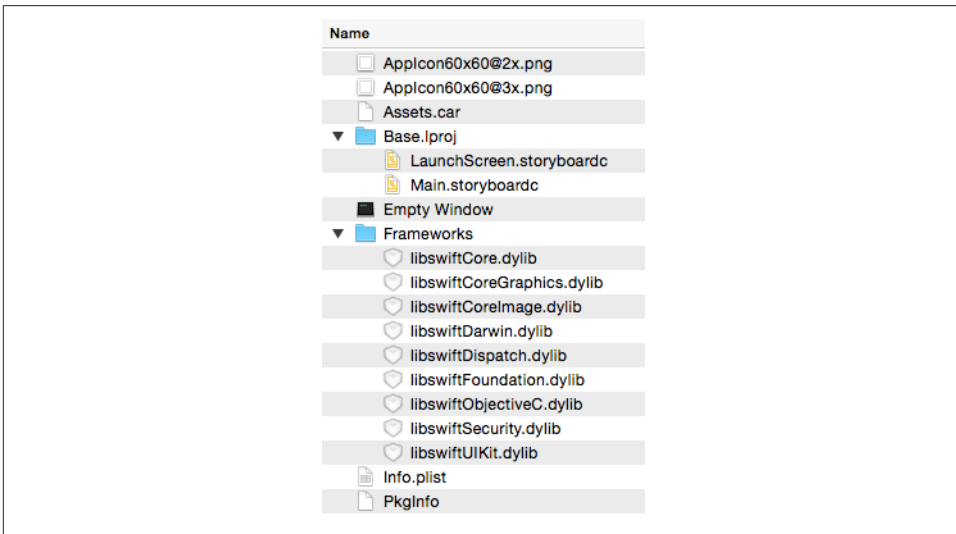 Name
AppIcon60x60@2x.png
AppIcon60x60@3x.png
Assets.car
Base.lproj
LaunchScreen.storyboardc
Main.storyboardc
Empty Window
Frameworks
libswiftCore.dylib
libswiftCoreGraphics.dylib
libswiftCoreImage.dylib
libswiftDarwin.dylib
libswiftDispatch.dylib
libswiftFoundation.dylib
libswiftObjectiveC.dylib
libswiftSecurity.dylib
libswiftUIKit.dylib
Info.plist
PkgInfo